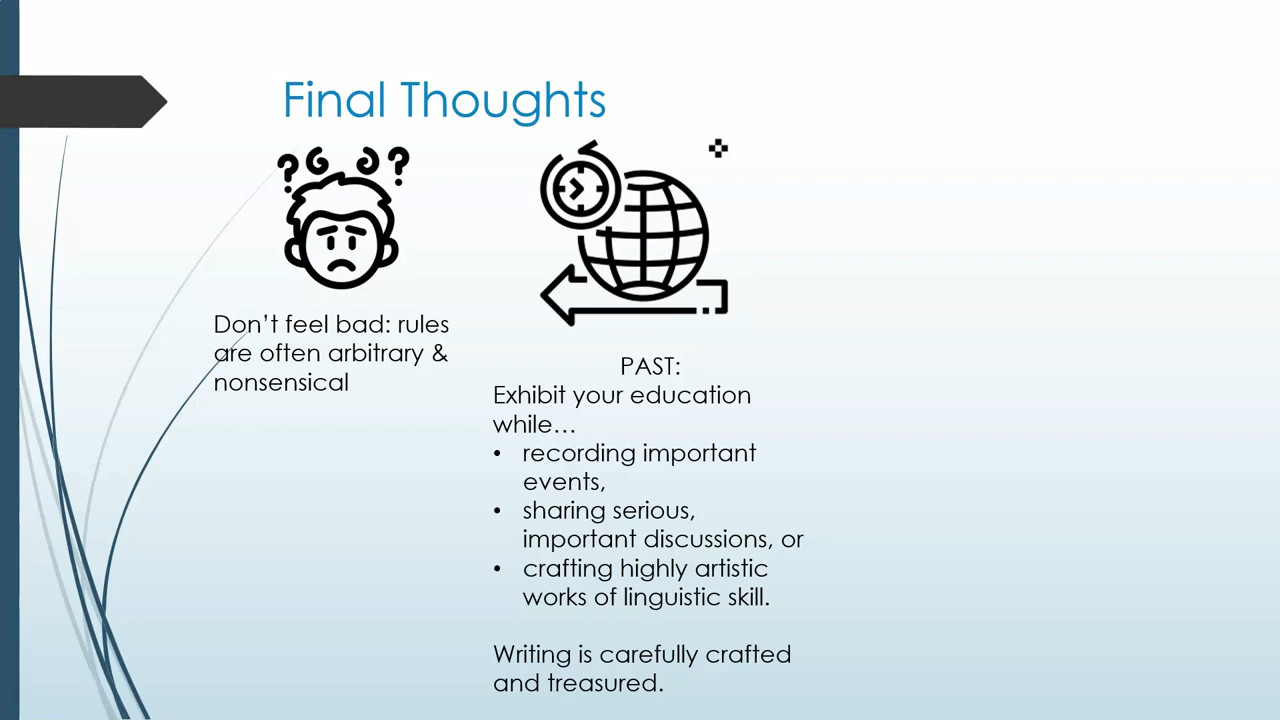 Final Thoughts
Don't feel bad: rules
are often arbitrary &
nonsensical
PAST:
Exhibit your education
while…
• recording important
events,
• sharing serious,
important discussions, or
• crafting highly artistic
works of linguistic skill.
Writing is carefully crafted
and treasured.